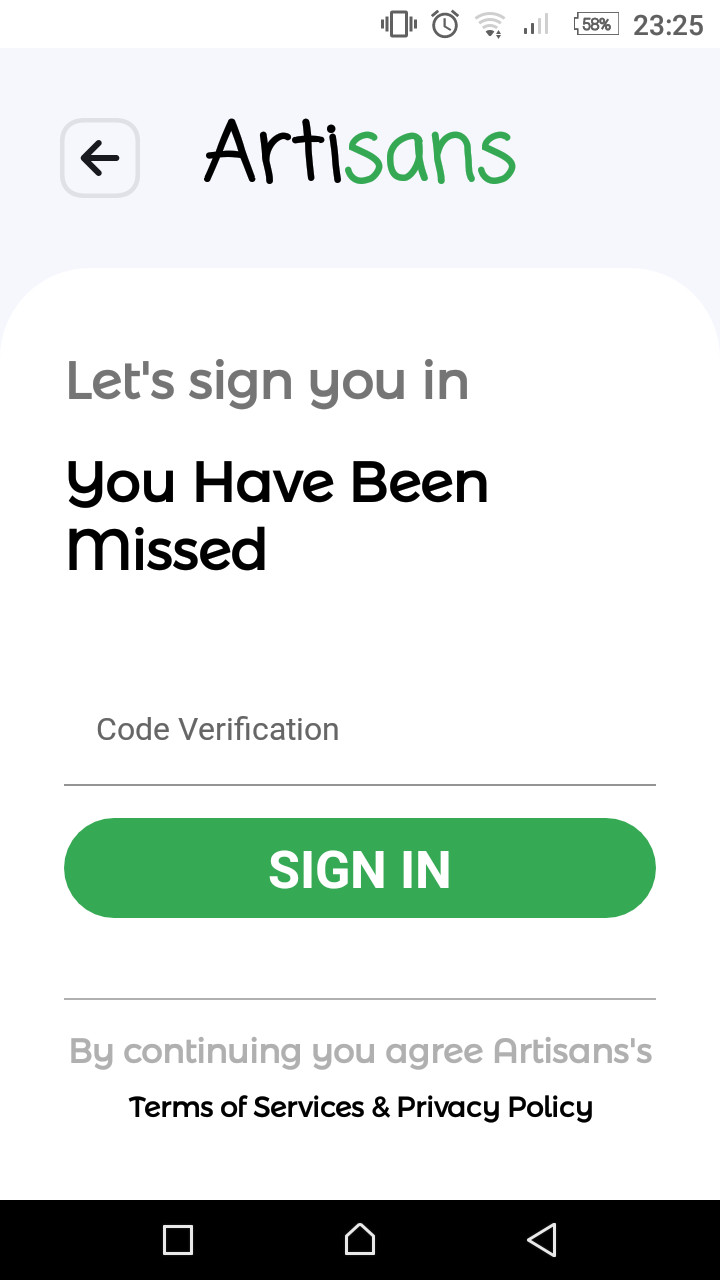 58% 23:25
Artisans
Let's sign you in
You Have Been
Missed
Code Verification
SIGN IN
By continuing you agree Artisans's
Terms of Services & Privacy Policy